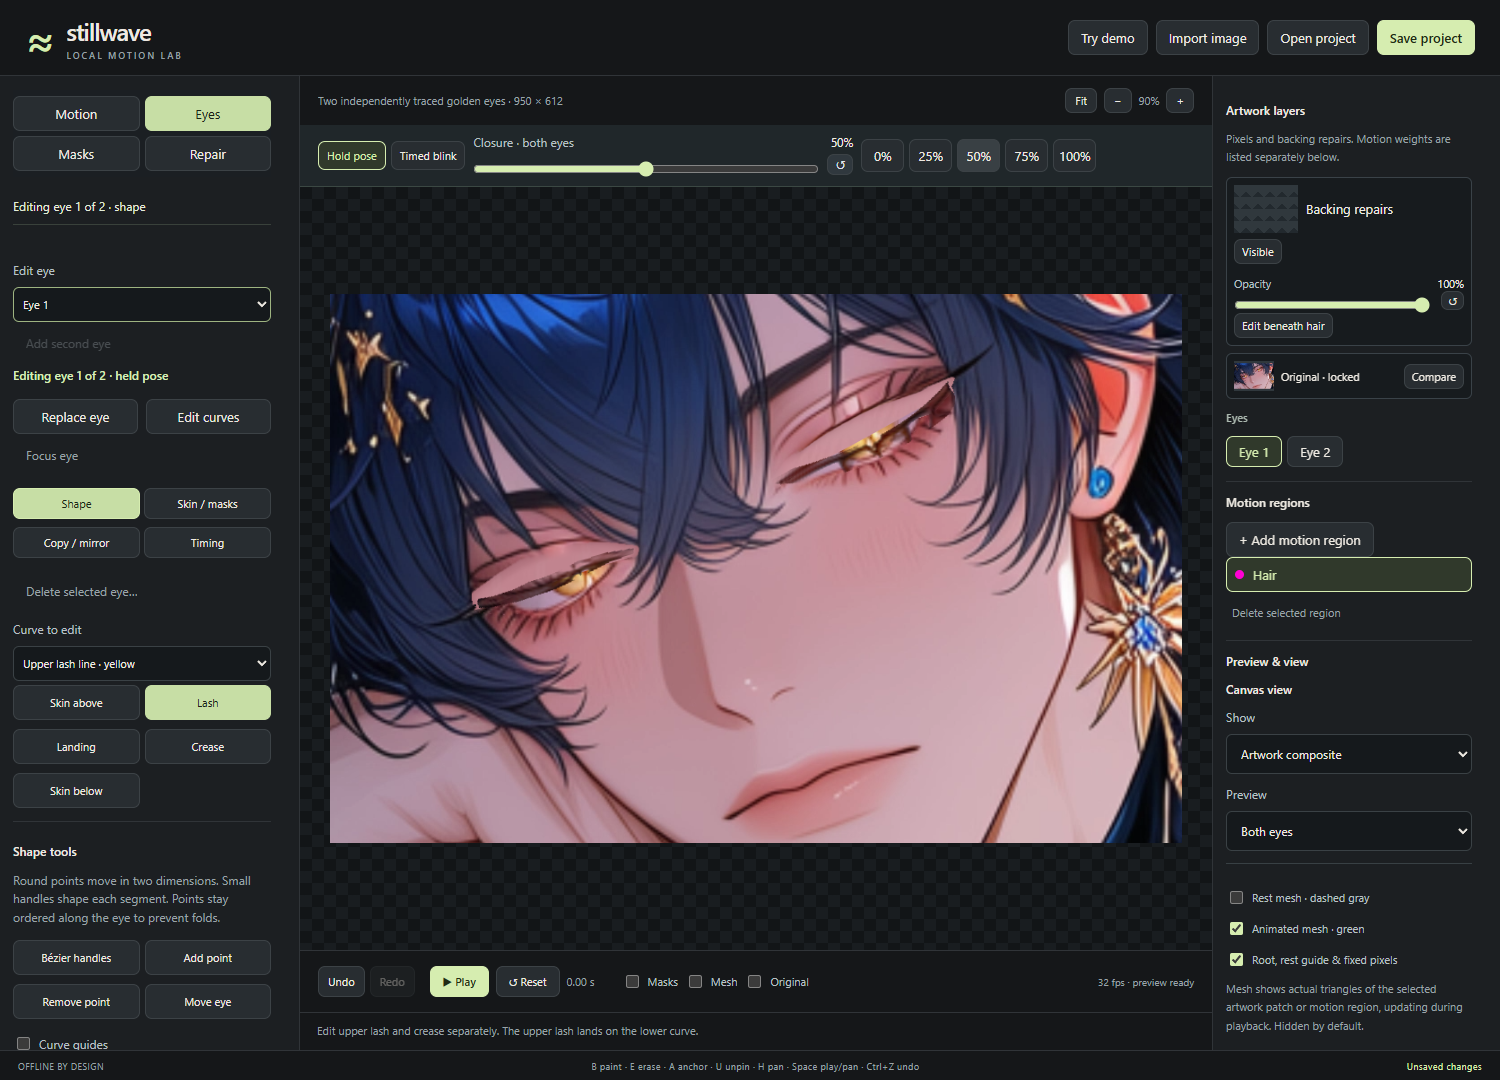 stillwave
LOCAL MOTION LAB
Try demo
Import image
Open project
Save project
Motion
Eyes
Masks
Repair
Editing eye 1 of 2 · shape
Edit eye
Eye 1
Add second eye
Editing eye 1 of 2 · held pose
Replace eye
Edit curves
Focus eye
Shape
Skin / masks
Copy / mirror
Timing
Delete selected eye...
Curve to edit
Upper lash line · yellow
Skin above
Lash
Landing
Crease
Skin below
Shape tools
Round points move in two dimensions. Small
handles shape each segment. Points stay
ordered along the eye to prevent folds.
Bézier handles
Add point
Remove point
Move eye
Curve guides
Two independently traced golden eyes · 950 × 612
Fit
−
90%
+
Hold pose
Timed blink
Closure · both eyes
50%
↺
0%
25%
50%
75%
100%
Undo
Redo
▶ Play
↺ Reset
0.00 s
Masks
Mesh
Original
32 fps · preview ready
Edit upper lash and crease separately. The upper lash lands on the lower curve.
Artwork layers
Pixels and backing repairs. Motion weights are
listed separately below.
Backing repairs
Visible
Opacity
100%
↺
Edit beneath hair
Original · locked
Compare
Eyes
Eye 1
Eye 2
Motion regions
+ Add motion region
Hair
Delete selected region
Preview & view
Canvas view
Show
Artwork composite
Preview
Both eyes
Rest mesh · dashed gray
Animated mesh · green
Root, rest guide & fixed pixels
Mesh shows actual triangles of the selected
artwork patch or motion region, updating during
playback. Hidden by default.
OFFLINE BY DESIGN
B paint · E erase · A anchor · U unpin · H pan · Space play/pan · Ctrl+Z undo
Unsaved changes